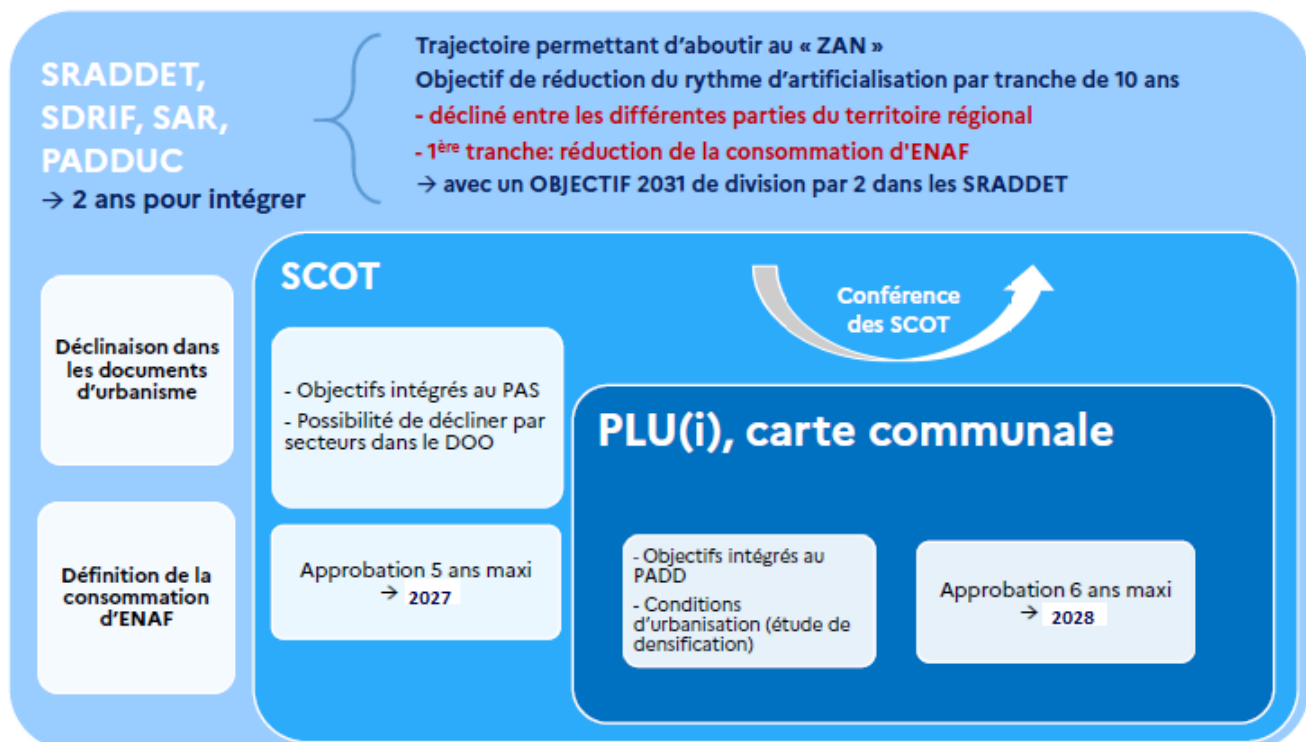 SRADDET,
SDRIF, SAR,
PADDUC
→ 2 ans pour intégrer
Trajectoire permettant d’aboutir au « ZAN »
Objectif de réduction du rythme d’artificialisation par tranche de 10 ans
- décliné entre les différentes parties du territoire régional
- 1ère tranche: réduction de la consommation d'ENAF
→ avec un OBJECTIF 2031 de division par 2 dans les SRADDET
Déclinaison dans
les documents
d’urbanisme
Définition de la
consommation
d’ENAF
SCOT
- Objectifs intégrés au PAS
- Possibilité de décliner par
secteurs dans le DOO
Approbation 5 ans maxi
→ 2027
Conférence
des SCOT
PLU(i), carte communale
- Objectifs intégrés au
PADD
- Conditions
d’urbanisation (étude de
densification)
Approbation 6 ans maxi
→ 2028